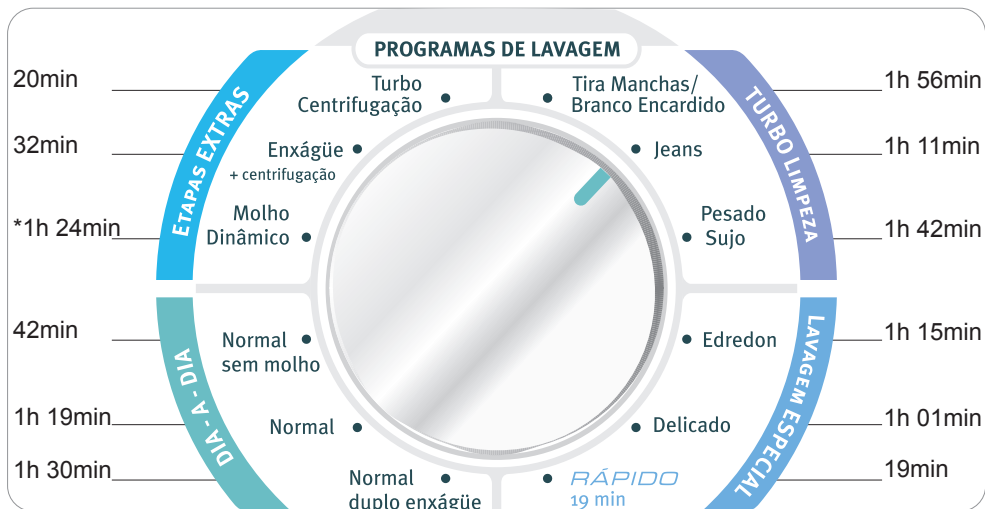 PROGRAMAS DE LAVAGEM
20min
32min
*1h 24min
42min
1h 19min
1h 30min
ETAPAS EXTRAS
DIA - A - DIA
Turbo
Centrifugação
Enxágüe
+ centrifugação
Molho
Dinâmico
Normal
sem molho
Normal
Normal
duplo enxágüe
Tira Manchas/
Branco Encardido
Jeans
Pesado
Sujo
Edredon
Delicado
RÁPIDO
19 min
TURBO LIMPEZA
LAVAGEM ESPECIAL
1h 56min
1h 11min
1h 42min
1h 15min
1h 01min
19min